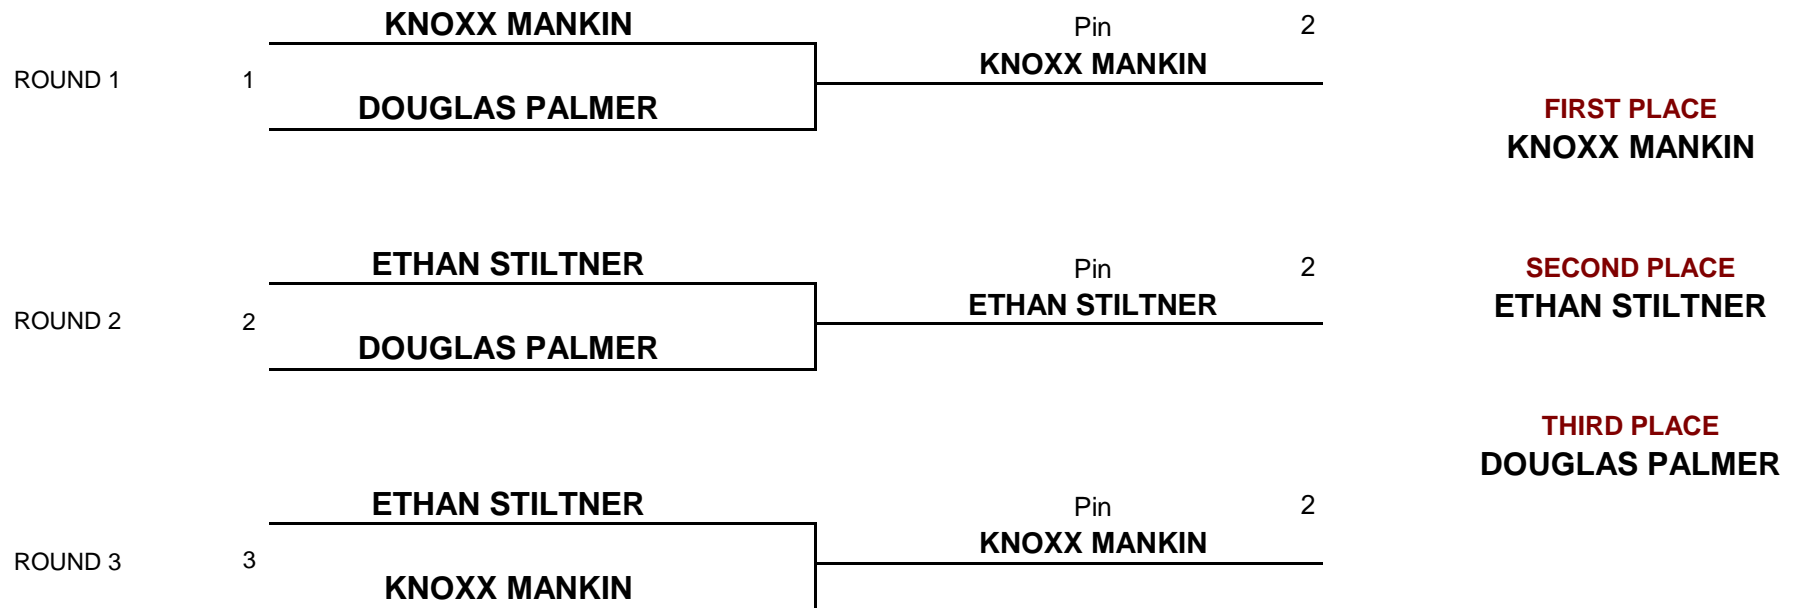 KNOXX MANKIN
Pin 2
ROUND 1 1
KNOXX MANKIN
DOUGLAS PALMER
FIRST PLACE
KNOXX MANKIN
ETHAN STILTNER
Pin 2
SECOND PLACE
ROUND 2 2
ETHAN STILTNER
ETHAN STILTNER
DOUGLAS PALMER
THIRD PLACE
DOUGLAS PALMER
ETHAN STILTNER
Pin 2
ROUND 3 3
KNOXX MANKIN
KNOXX MANKIN